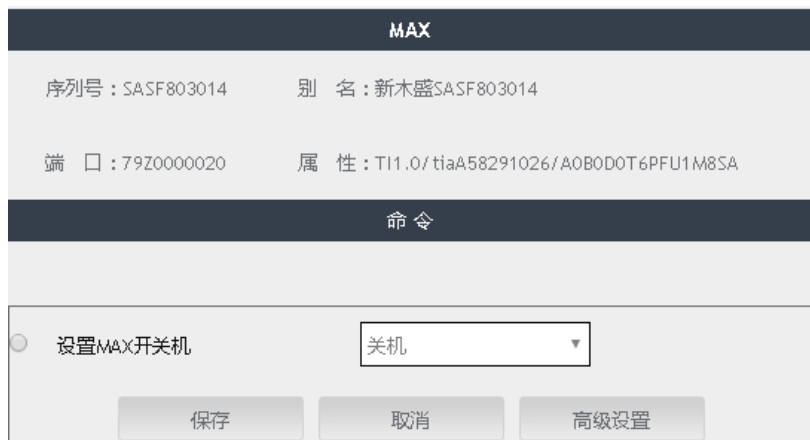 MAX
序列号：SASF803014 别 名：新木盛SASF803014
端 口：79Z0000020 属 性：TI1.0/tiaA58291026/A0B0D0T6PFU1M8SA
命令
设置MAX开关机 关机
保存 取消 高级设置